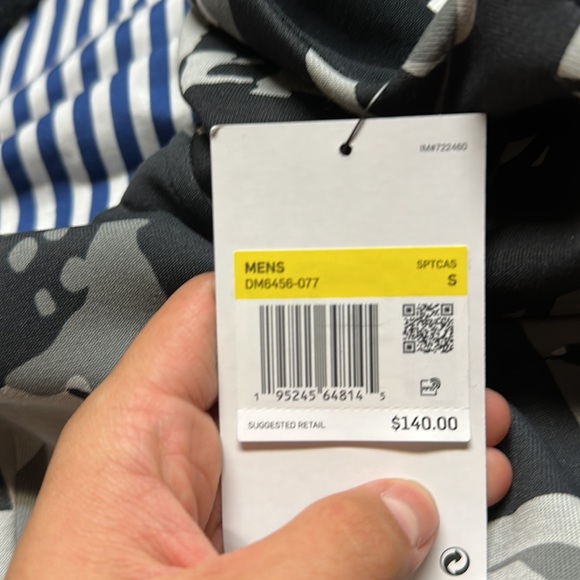 IM#722460
MENS SPTCAS
DM6456-077 S
1 95245 64814 5
SUGGESTED RETAIL $140.00